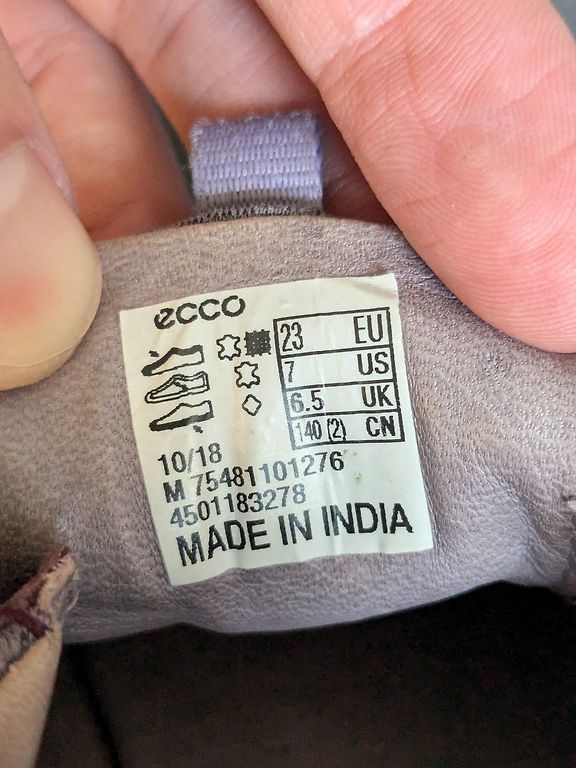 ecco
23 EU
7 US
6.5 UK
140 (2) CN
10/18
M 75481101276
4501183278
MADE IN INDIA